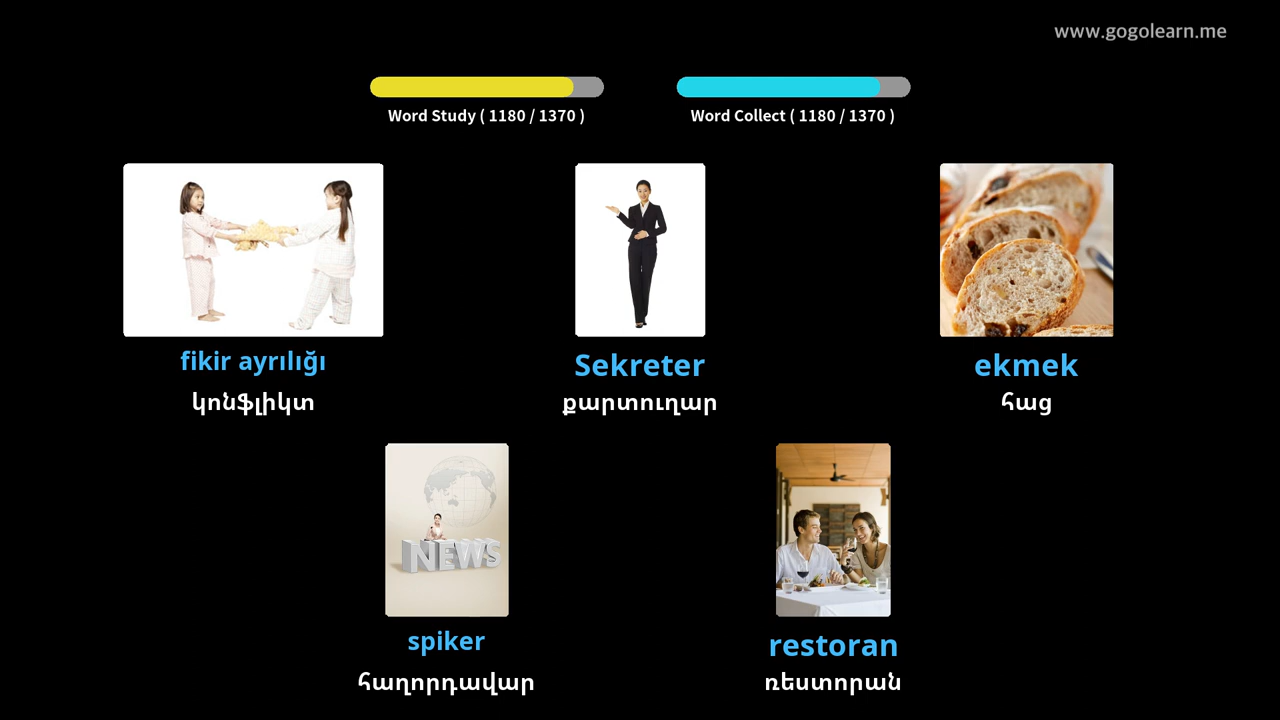 www.gogolearn.me
Word Study ( 1180 / 1370 )
Word Collect ( 1180 / 1370 )
fikir ayrılığı
կոնֆլիկտ
Sekreter
քարտուղար
ekmek
հաց
NEWS
spiker
հաղորդավար
restoran
ռեստորան